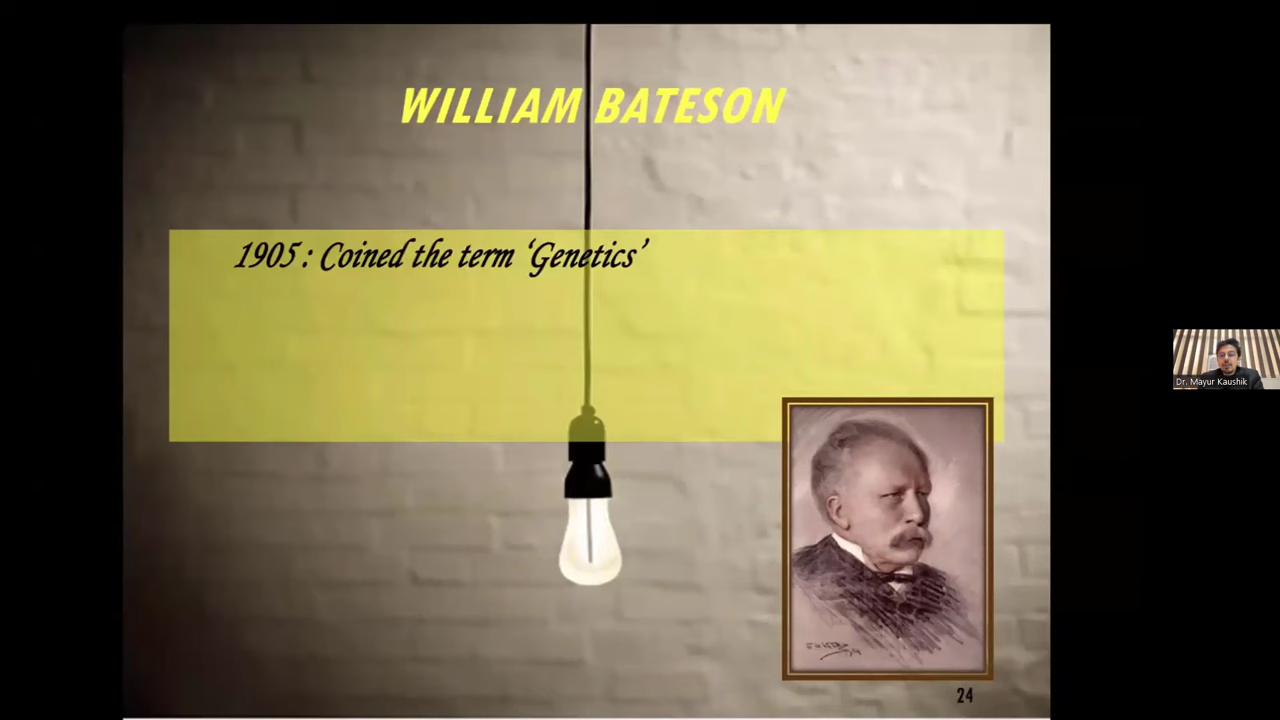 WILLIAM BATESON
1905 : Coined the term ‘Genetics’
Dr. Mayur Kaushik
24